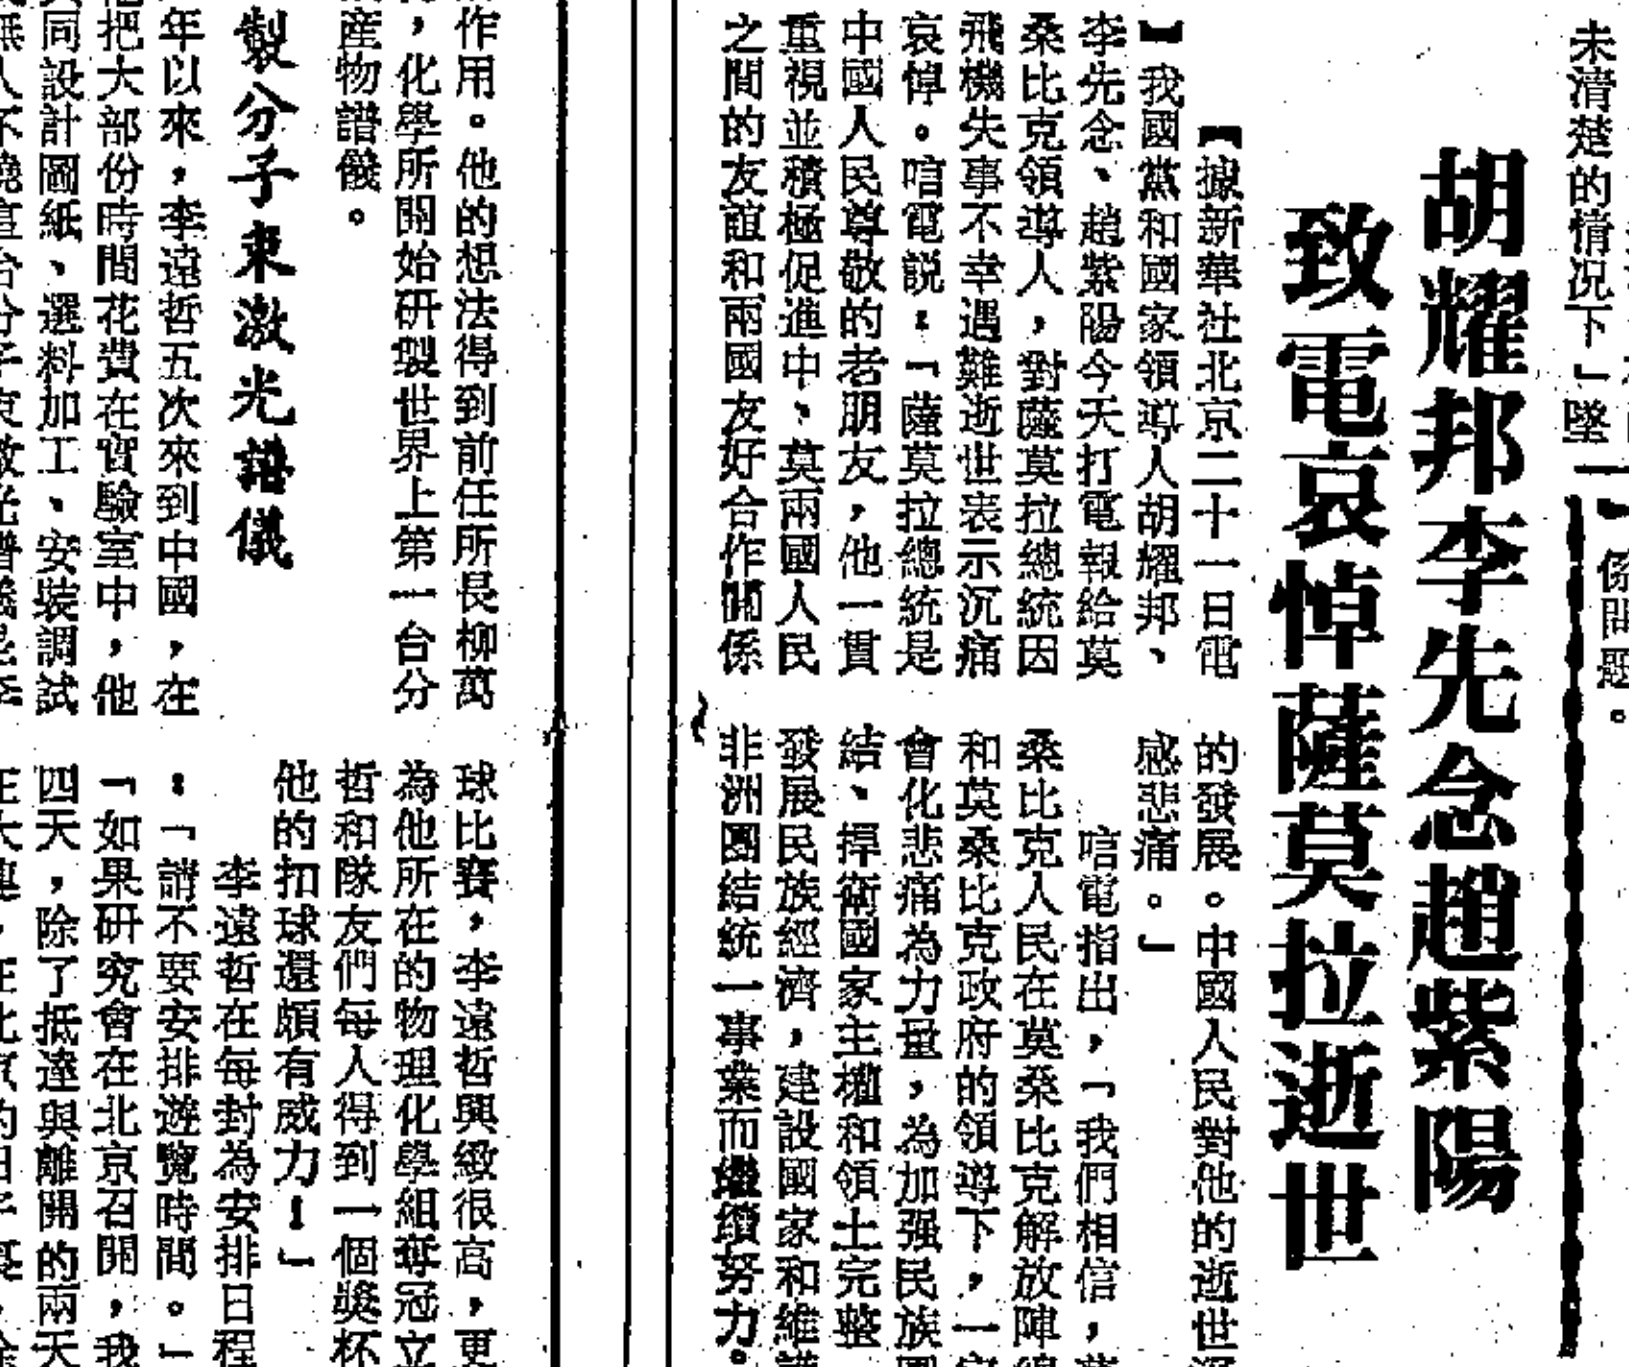 未清楚的情况下」墜
係問題。
胡耀邦李先念趙紫陽
致電哀悼薩莫拉逝世
【據新華社北京二十一日電
】我國黨和國家領導人胡耀邦、
李先念、趙紫陽今天打電報給莫
桑比克領導人，對薩莫拉總統因
飛機失事不幸遇難逝世表示沉痛
哀悼。唁電説：「薩莫拉總統是
中國人民尊敬的老朋友，他一貫
重視並積極促進中、莫兩國人民
之間的友誼和兩國友好合作關係
的發展。中國人民對他的逝世深
感悲痛。」
唁電指出，「我們相信，
桑比克人民在莫桑比克解放陣
和莫桑比克政府的領導下，一定
會化悲痛為力量，為加强民族團
結、捍衛國家主權和領土完整
發展民族經濟，建設國家和維護
非洲團結統一事業而繼續努力。
作用。他的想法得到前任所長柳萬
，化學所開始研製世界上第一台分
産物譜儀。
製分子束激光譜儀
年以來，李遠哲五次來到中國，在
他把大部份時間花費在實驗室中，他
同設計圖紙、選料加工、安裝調試
球比賽，李遠哲興緻很高，更
為他所在的物理化學組奪冠立
哲和隊友們每人得到一個獎杯
他的扣球還頗有威力！」
李遠哲在每封為安排日程
：「請不要安排遊覽時間。」
「如果研究會在北京召開，我
四天，除了抵達與離開的兩天